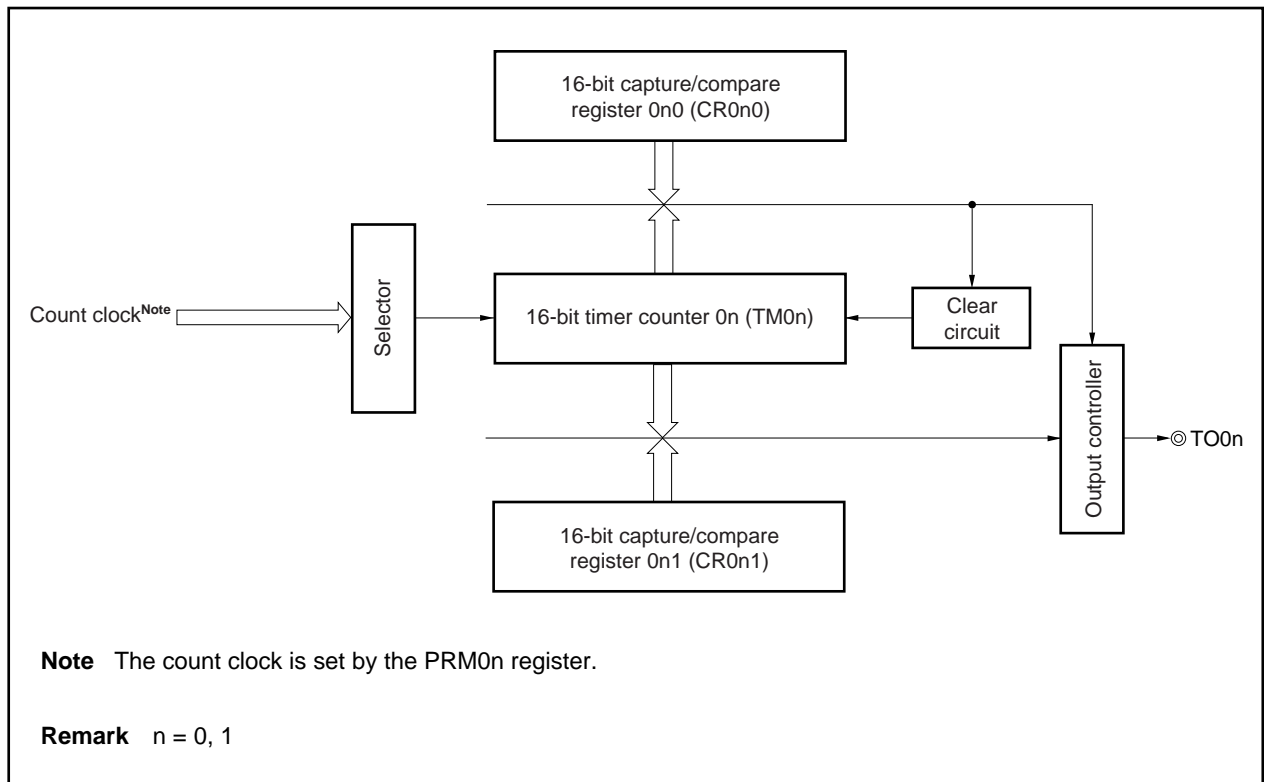 16-bit capture/compare
register 0n0 (CR0n0)
Count clockNote
Selector
16-bit timer counter 0n (TM0n)
Clear
circuit
Output controller
TO0n
16-bit capture/compare
register 0n1 (CR0n1)
Note The count clock is set by the PRM0n register.
Remark n = 0, 1